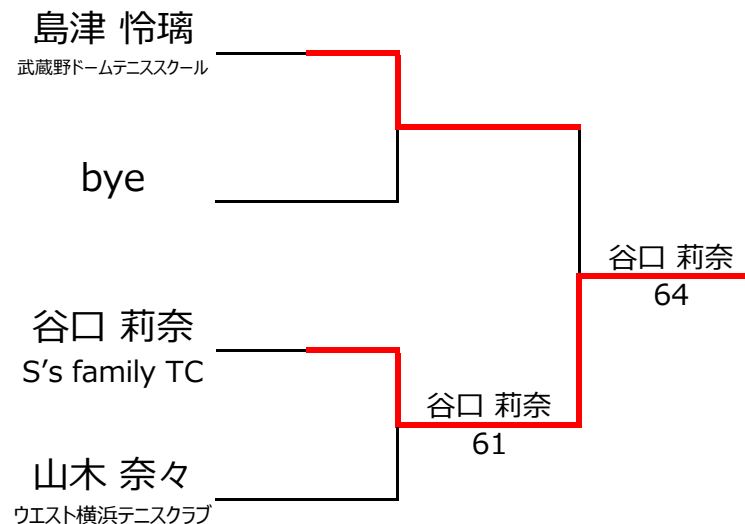 島津 怜璃
武蔵野ドームテニススクール
bye
谷口 莉奈
64
谷口 莉奈
S's family TC
谷口 莉奈
61
山木 奈々
ウエスト横浜テニスクラブ